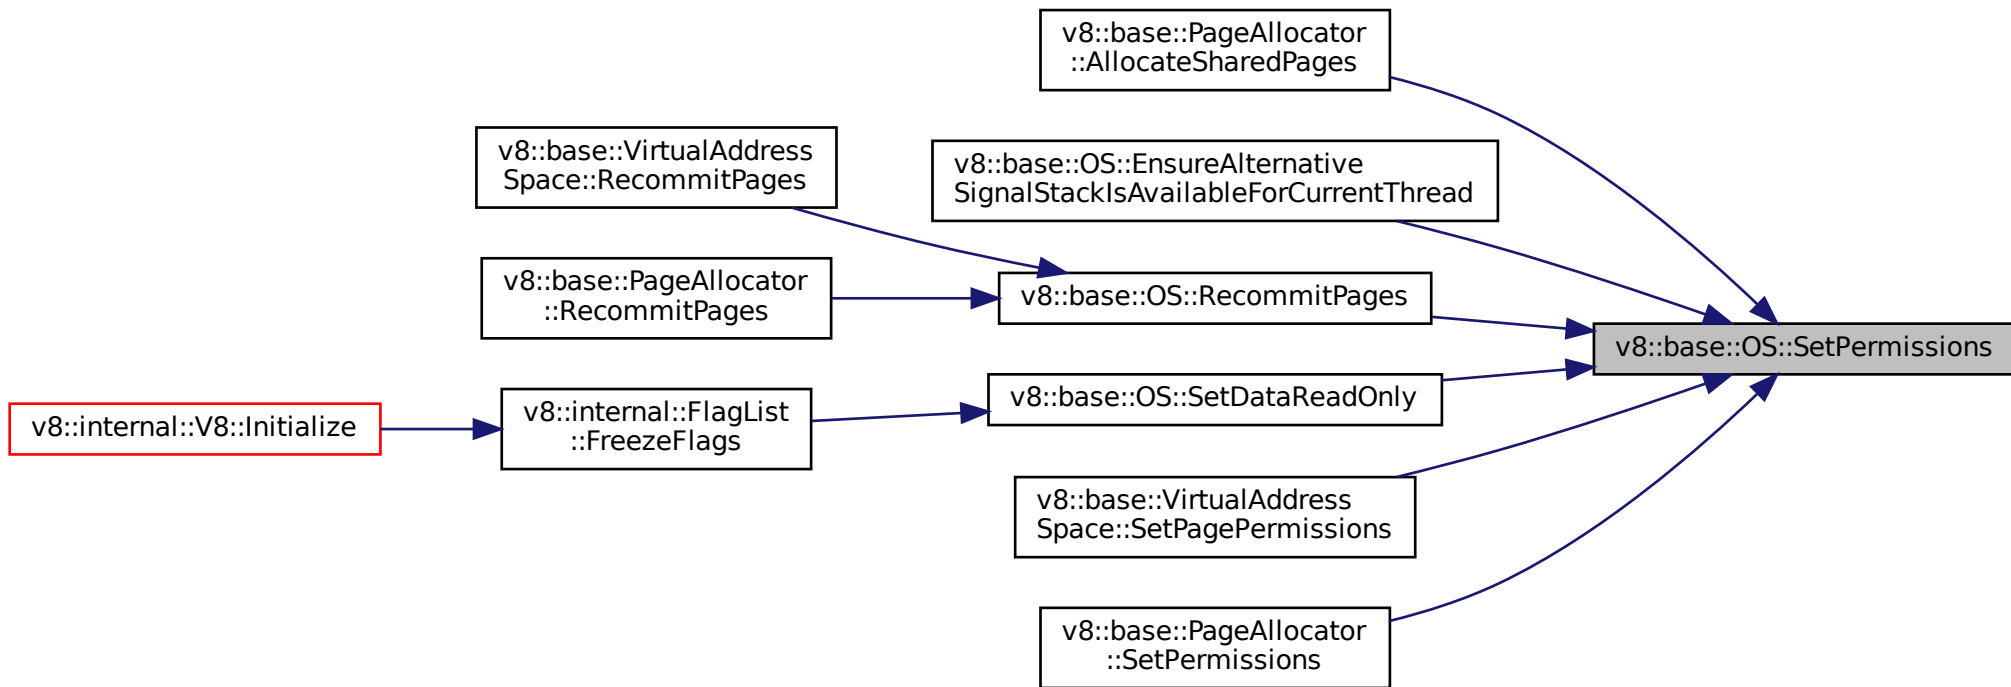 v8::base::PageAllocator
::AllocateSharedPages
v8::base::VirtualAddress
Space::RecommitPages
v8::base::OS::EnsureAlternative
SignalStackIsAvailableForCurrentThread
v8::base::PageAllocator
::RecommitPages
v8::base::OS::RecommitPages
v8::base::OS::SetPermissions
v8::internal::V8::Initialize
v8::internal::FlagList
::FreezeFlags
v8::base::OS::SetDataReadOnly
v8::base::VirtualAddress
Space::SetPagePermissions
v8::base::PageAllocator
::SetPermissions